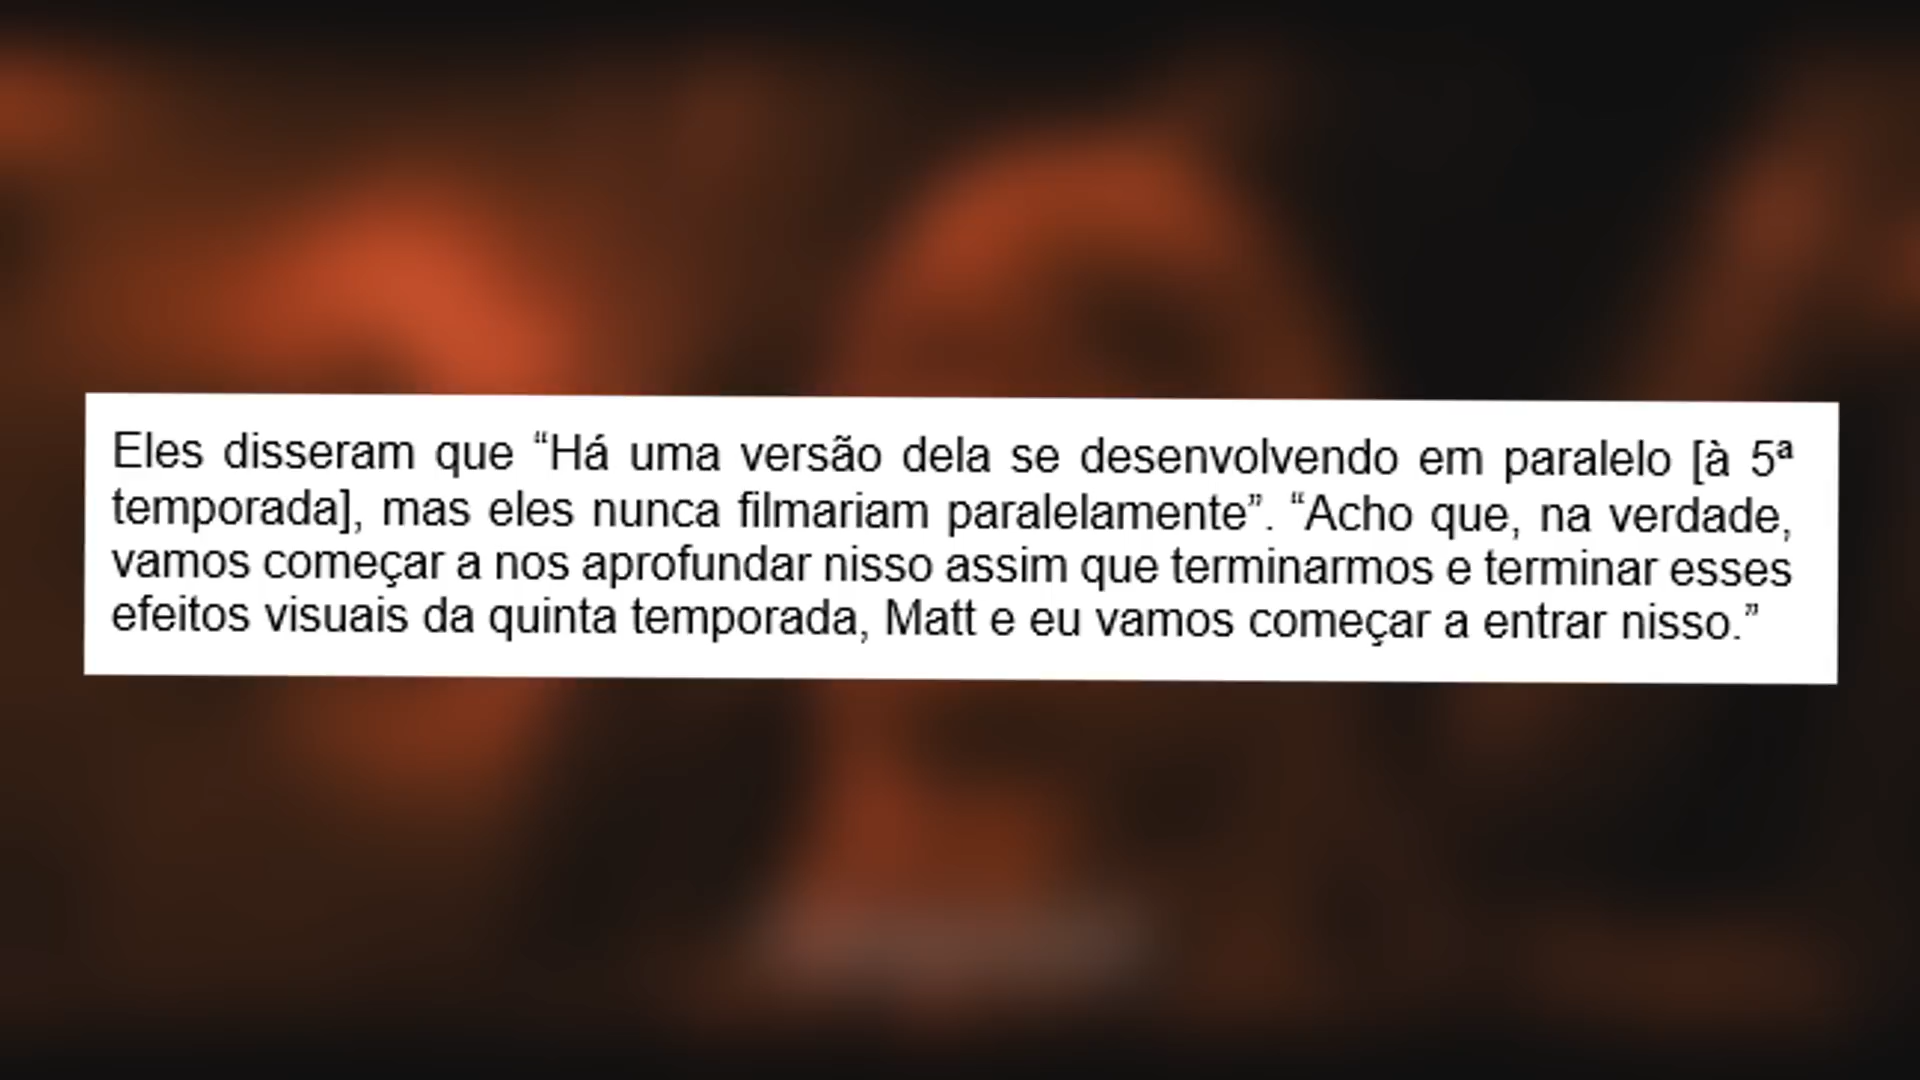 Eles disseram que “Há uma versão dela se desenvolvendo em paralelo [à 5ª
temporada], mas eles nunca filmariam paralelamente”. “Acho que, na verdade,
vamos começar a nos aprofundar nisso assim que terminarmos e terminar esses
efeitos visuais da quinta temporada, Matt e eu vamos começar a entrar nisso.”